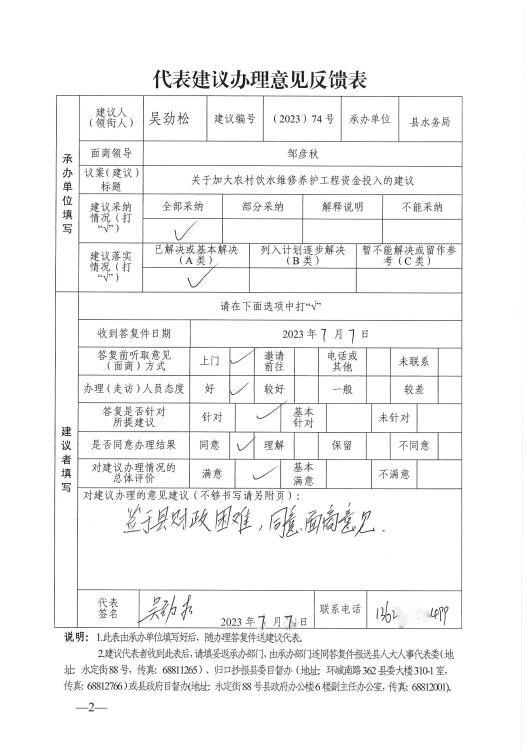 代表建议办理意见反馈表
承办单位填写
建议人（领衔人） 吴劲松 建议编号 （2023）74号 承办单位 县水务局
面商领导 邹彦秋
议案（建议）标题 关于加大农村饮水维修养护工程资金投入的建议
建议采纳情况（打“√”） 全部采纳 部分采纳 解释说明 不能采纳
√
建议落实情况（打“√”） 已解决或基本解决（A类） 列入计划逐步解决（B类） 暂不能解决或留作参考（C类）
√
建议者填写
请在下面选项中打“√”
收到答复件日期 2023年7月7日
答复前听取意见（面商）方式 上门 √ 邀请前往 电话或其他 未联系
办理（走访）人员态度 好 √ 较好 一般 较差
答复是否针对所提建议 针对 √ 基本针对 未针对
是否同意办理结果 同意 √ 理解 保留 不同意
对建议办理情况的总体评价 满意 √ 基本满意 不满意
对建议办理的意见建议（不够书写请另附页）：
鉴于县财政困难，同意面商意见.
代表签名 吴劲松 2023年7月7日 联系电话 1362 499
说明：1.此表由承办单位填写好后，随办理答复件送建议代表。
2.建议代表者收到此表后，请填妥返承办部门，由承办部门连同答复件报送县人大人事代表委（地
址：永定街88号，传真：68811265）、归口抄报县委目督办（地址：环城南路362县委大楼310-1室，
传真：68812766）或县政府目督办（地址：永定街88号县政府办公楼6楼副主任办公室，传真：68812001）。
—2—